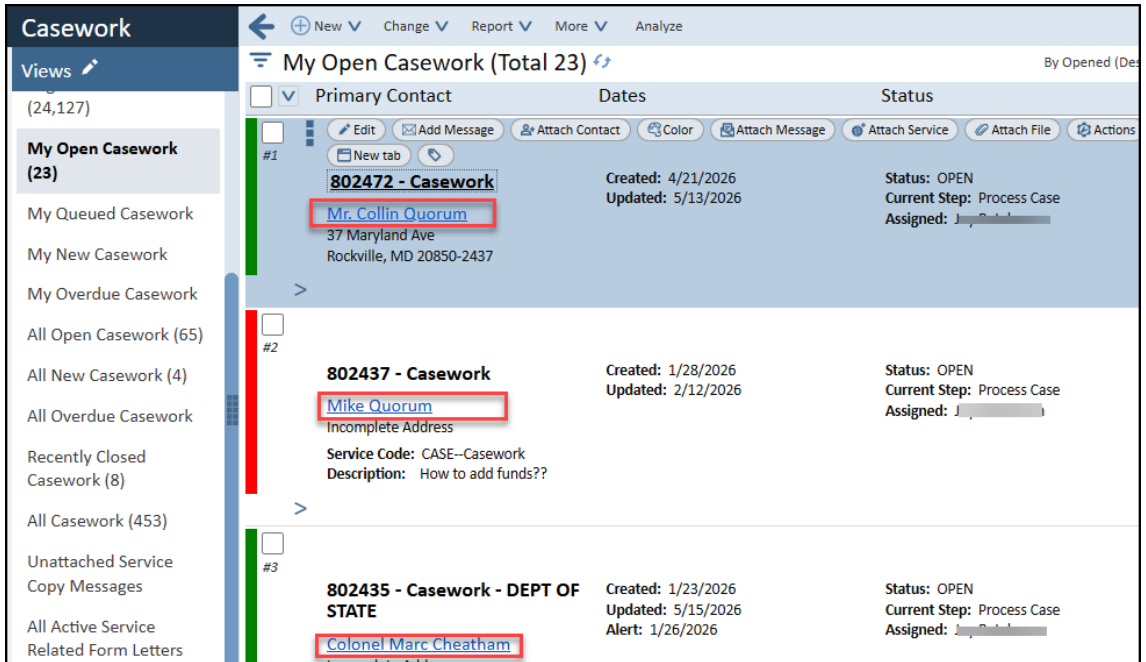 Casework
New Change Report More Analyze
Views
My Open Casework (Total 23)
By Opened (Des
(24,127)
Primary Contact Dates Status
My Open Casework
(23)
My Queued Casework
My New Casework
My Overdue Casework
All Open Casework (65)
All New Casework (4)
All Overdue Casework
Recently Closed
Casework (8)
All Casework (453)
Unattached Service
Copy Messages
All Active Service
Related Form Letters
#1
Edit Add Message Attach Contact Color Attach Message Attach Service Attach File Actions
New tab
802472 - Casework
Mr. Collin Quorum
37 Maryland Ave
Rockville, MD 20850-2437
Created: 4/21/2026
Updated: 5/13/2026
Status: OPEN
Current Step: Process Case
Assigned:
>
#2
802437 - Casework
Mike Quorum
Incomplete Address
Service Code: CASE--Casework
Description: How to add funds??
Created: 1/28/2026
Updated: 2/12/2026
Status: OPEN
Current Step: Process Case
Assigned:
>
#3
802435 - Casework - DEPT OF
STATE
Colonel Marc Cheatham
Created: 1/23/2026
Updated: 5/15/2026
Alert: 1/26/2026
Status: OPEN
Current Step: Process Case
Assigned: